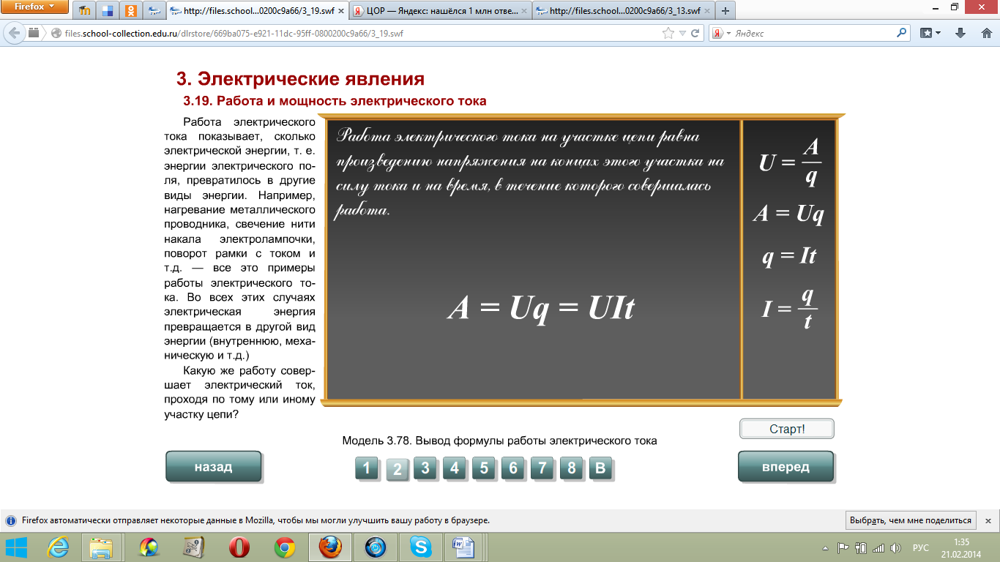 Firefox
http://files.school...0200c9a66/3_19.swf
ЦОР — Яндекс: нашёлся 1 млн отве...
http://files.school...0200c9a66/3_13.swf
files.school-collection.edu.ru/dlrstore/669ba075-e921-11dc-95ff-0800200c9a66/3_19.swf
Яндекс
3. Электрические явления
3.19. Работа и мощность электрического тока
Работа электрического
тока показывает, сколько
электрической энергии, т. е.
энергии электрического по-
ля, превратилось в другие
виды энергии. Например,
нагревание металлического
проводника, свечение нити
накала электролампочки,
поворот рамки с током и
т.д. — все это примеры
работы электрического то-
ка. Во всех этих случаях
электрическая энергия
превращается в другой вид
энергии (внутреннюю, меха-
ническую и т.д.)
Какую же работу совер-
шает электрический ток,
проходя по тому или иному
участку цепи?
Работа электрического тока на участке цепи равна
произведению напряжения на концах этого участка на
силу тока и на время, в течение которого совершалась
работа.
A = Uq = UIt
U = A/q
A = Uq
q = It
I = q/t
Старт!
Модель 3.78. Вывод формулы работы электрического тока
назад
1 2 3 4 5 6 7 8 В
вперед
Firefox автоматически отправляет некоторые данные в Mozilla, чтобы мы могли улучшить вашу работу в браузере.
Выбрать, чем мне поделиться
РУС
1:35
21.02.2014